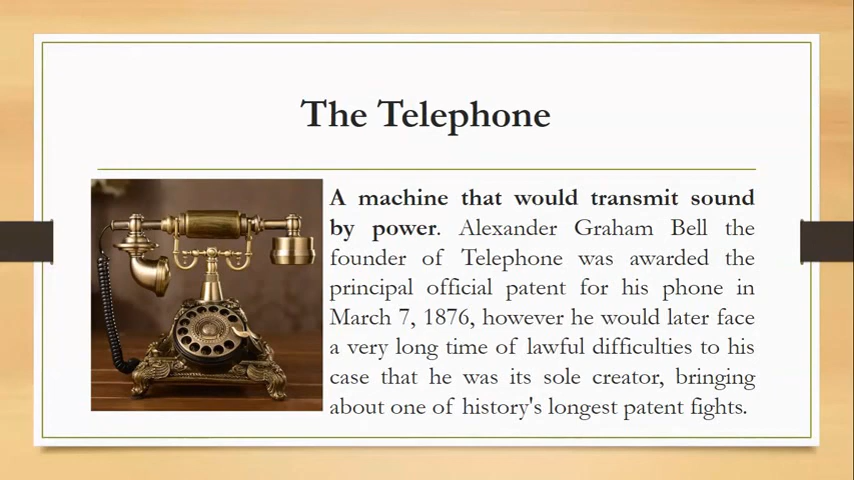 The Telephone
A machine that would transmit sound
by power. Alexander Graham Bell the
founder of Telephone was awarded the
principal official patent for his phone in
March 7, 1876, however he would later face
a very long time of lawful difficulties to his
case that he was its sole creator, bringing
about one of history's longest patent fights.